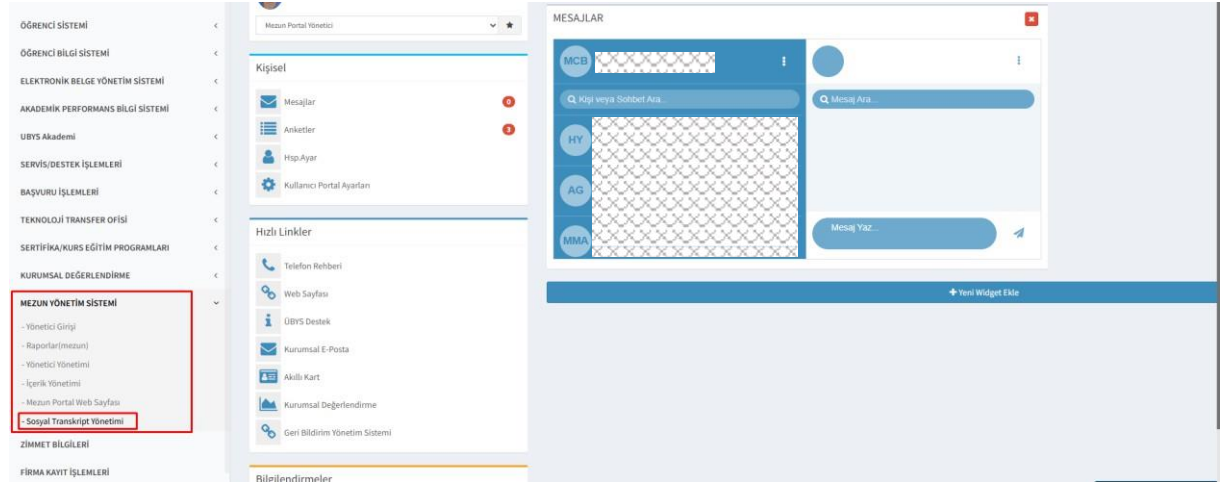 ÖĞRENCİ SİSTEMİ
ÖĞRENCİ BİLGİ SİSTEMİ
ELEKTRONİK BELGE YÖNETİM SİSTEMİ
AKADEMİK PERFORMANS BİLGİ SİSTEMİ
UBYS Akademi
SERVİS/DESTEK İŞLEMLERİ
BAŞVURU İŞLEMLERİ
TEKNOLOJİ TRANSFER OFİSİ
SERTİFİKA/KURS EĞİTİM PROGRAMLARI
KURUMSAL DEĞERLENDİRME
MEZUN YÖNETİM SİSTEMİ
- Yönetici Girişi
- Raporlar(mezun)
- Yönetici Yönetimi
- İçerik Yönetimi
- Mezun Portal Web Sayfası
- Sosyal Transkript Yönetimi
ZİMMET BİLGİLERİ
FİRMA KAYIT İŞLEMLERİ
Mezun Portal Yönetici
Kişisel
Mesajlar 0
Anketler 3
Hsp.Ayar
Kullanıcı Portal Ayarları
Hızlı Linkler
Telefon Rehberi
Web Sayfası
ÜBYS Destek
Kurumsal E-Posta
Akıllı Kart
Kurumsal Değerlendirme
Geri Bildirim Yönetim Sistemi
Bilgilendirmeler
MESAJLAR
MCB
Kişi veya Sohbet Ara...
HY
AG
MMA
Mesaj Ara...
Mesaj Yaz...
+ Yeni Widget Ekle